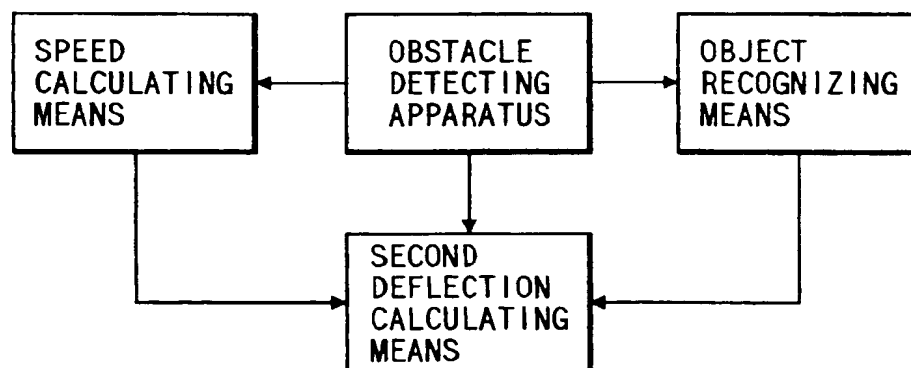 SPEED
CALCULATING
MEANS
OBSTACLE
DETECTING
APPARATUS
OBJECT
RECOGNIZING
MEANS
SECOND
DEFLECTION
CALCULATING
MEANS